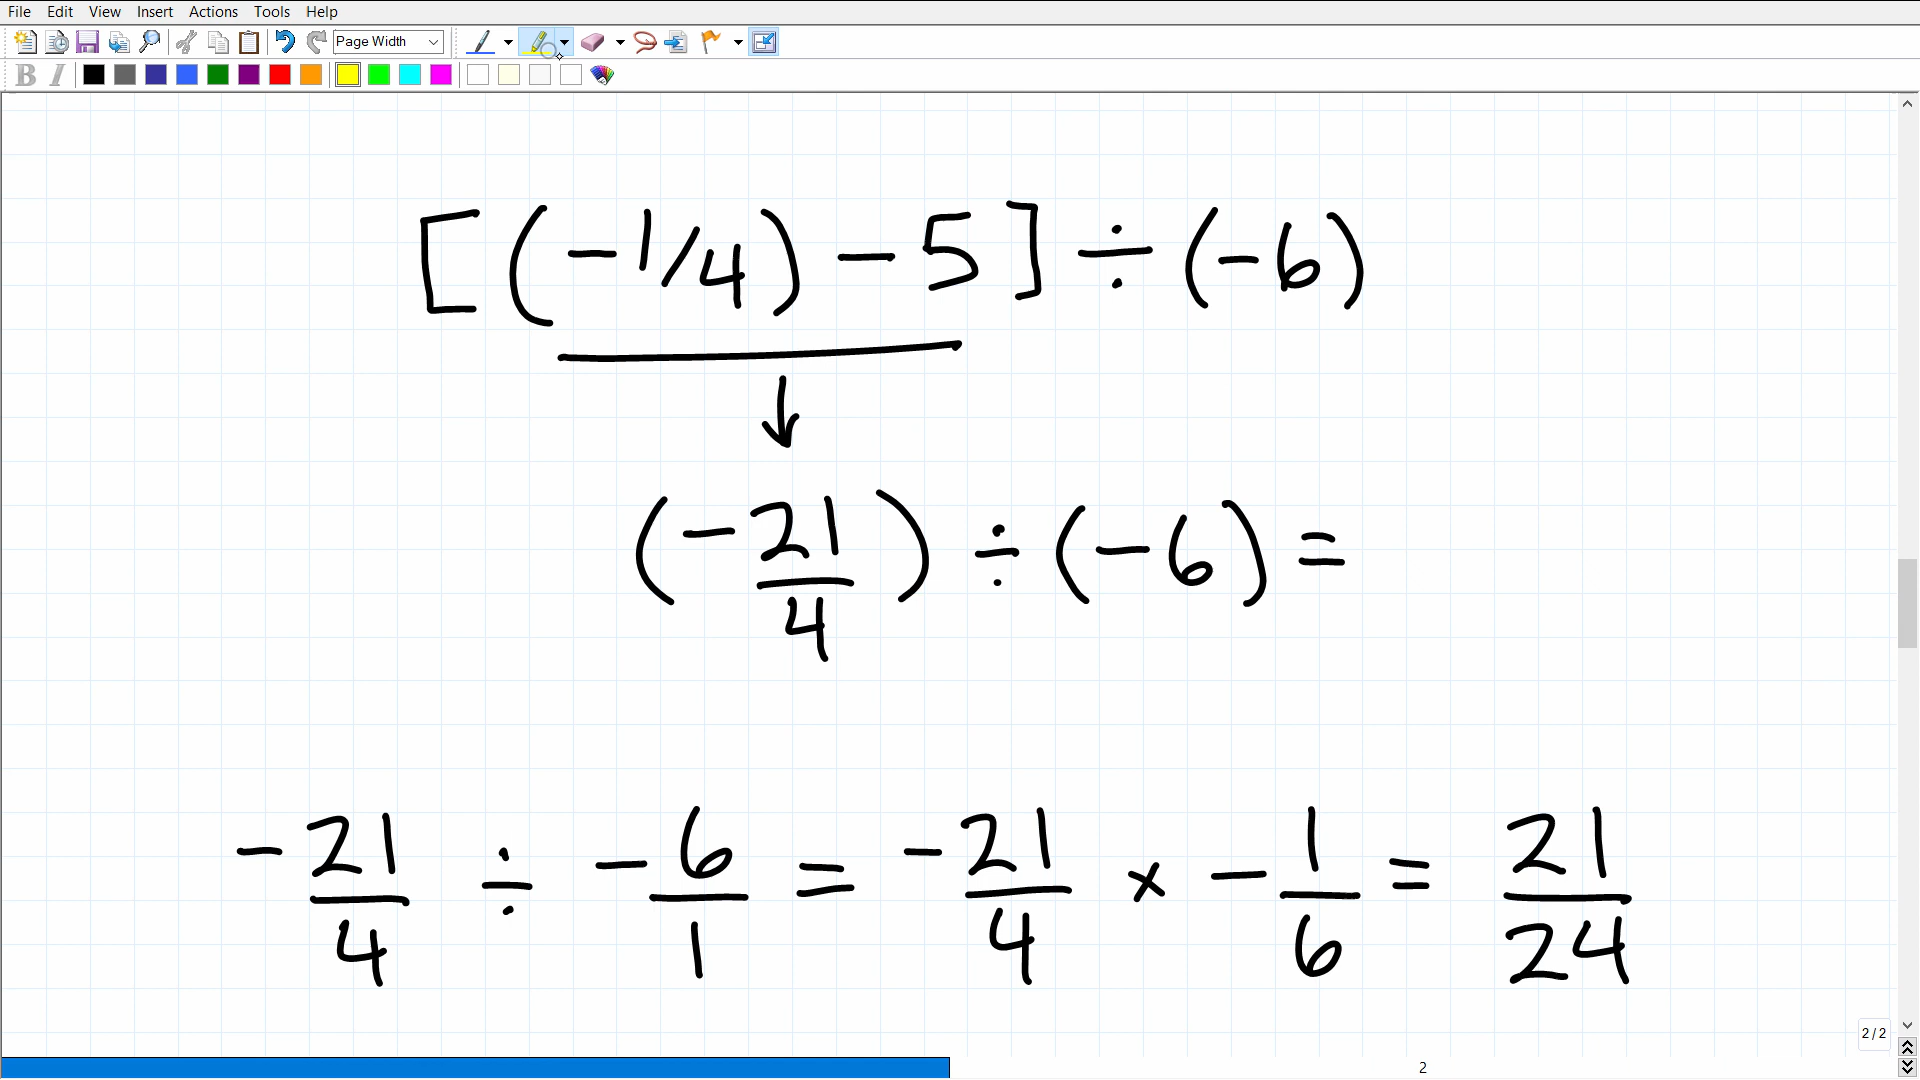 File Edit View Insert Actions Tools Help
Page Width
B I
[(-1/4) - 5] ÷ (-6)
↓
(-21/4) ÷ (-6) =
-21/4 ÷ -6/1 = -21/4 × -1/6 = 21/24
2 / 2
2